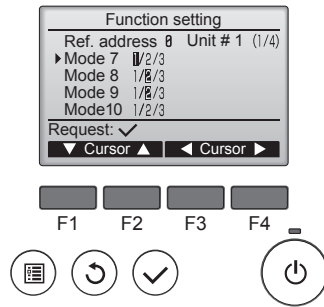 Function setting
Ref. address 0 Unit # 1 (1/4)
Mode 7 1/2/3
Mode 8 1/2/3
Mode 9 1/2/3
Mode10 1/2/3
Request: ✓
▼ Cursor ▲ ◀ Cursor ▶
F1 F2 F3 F4